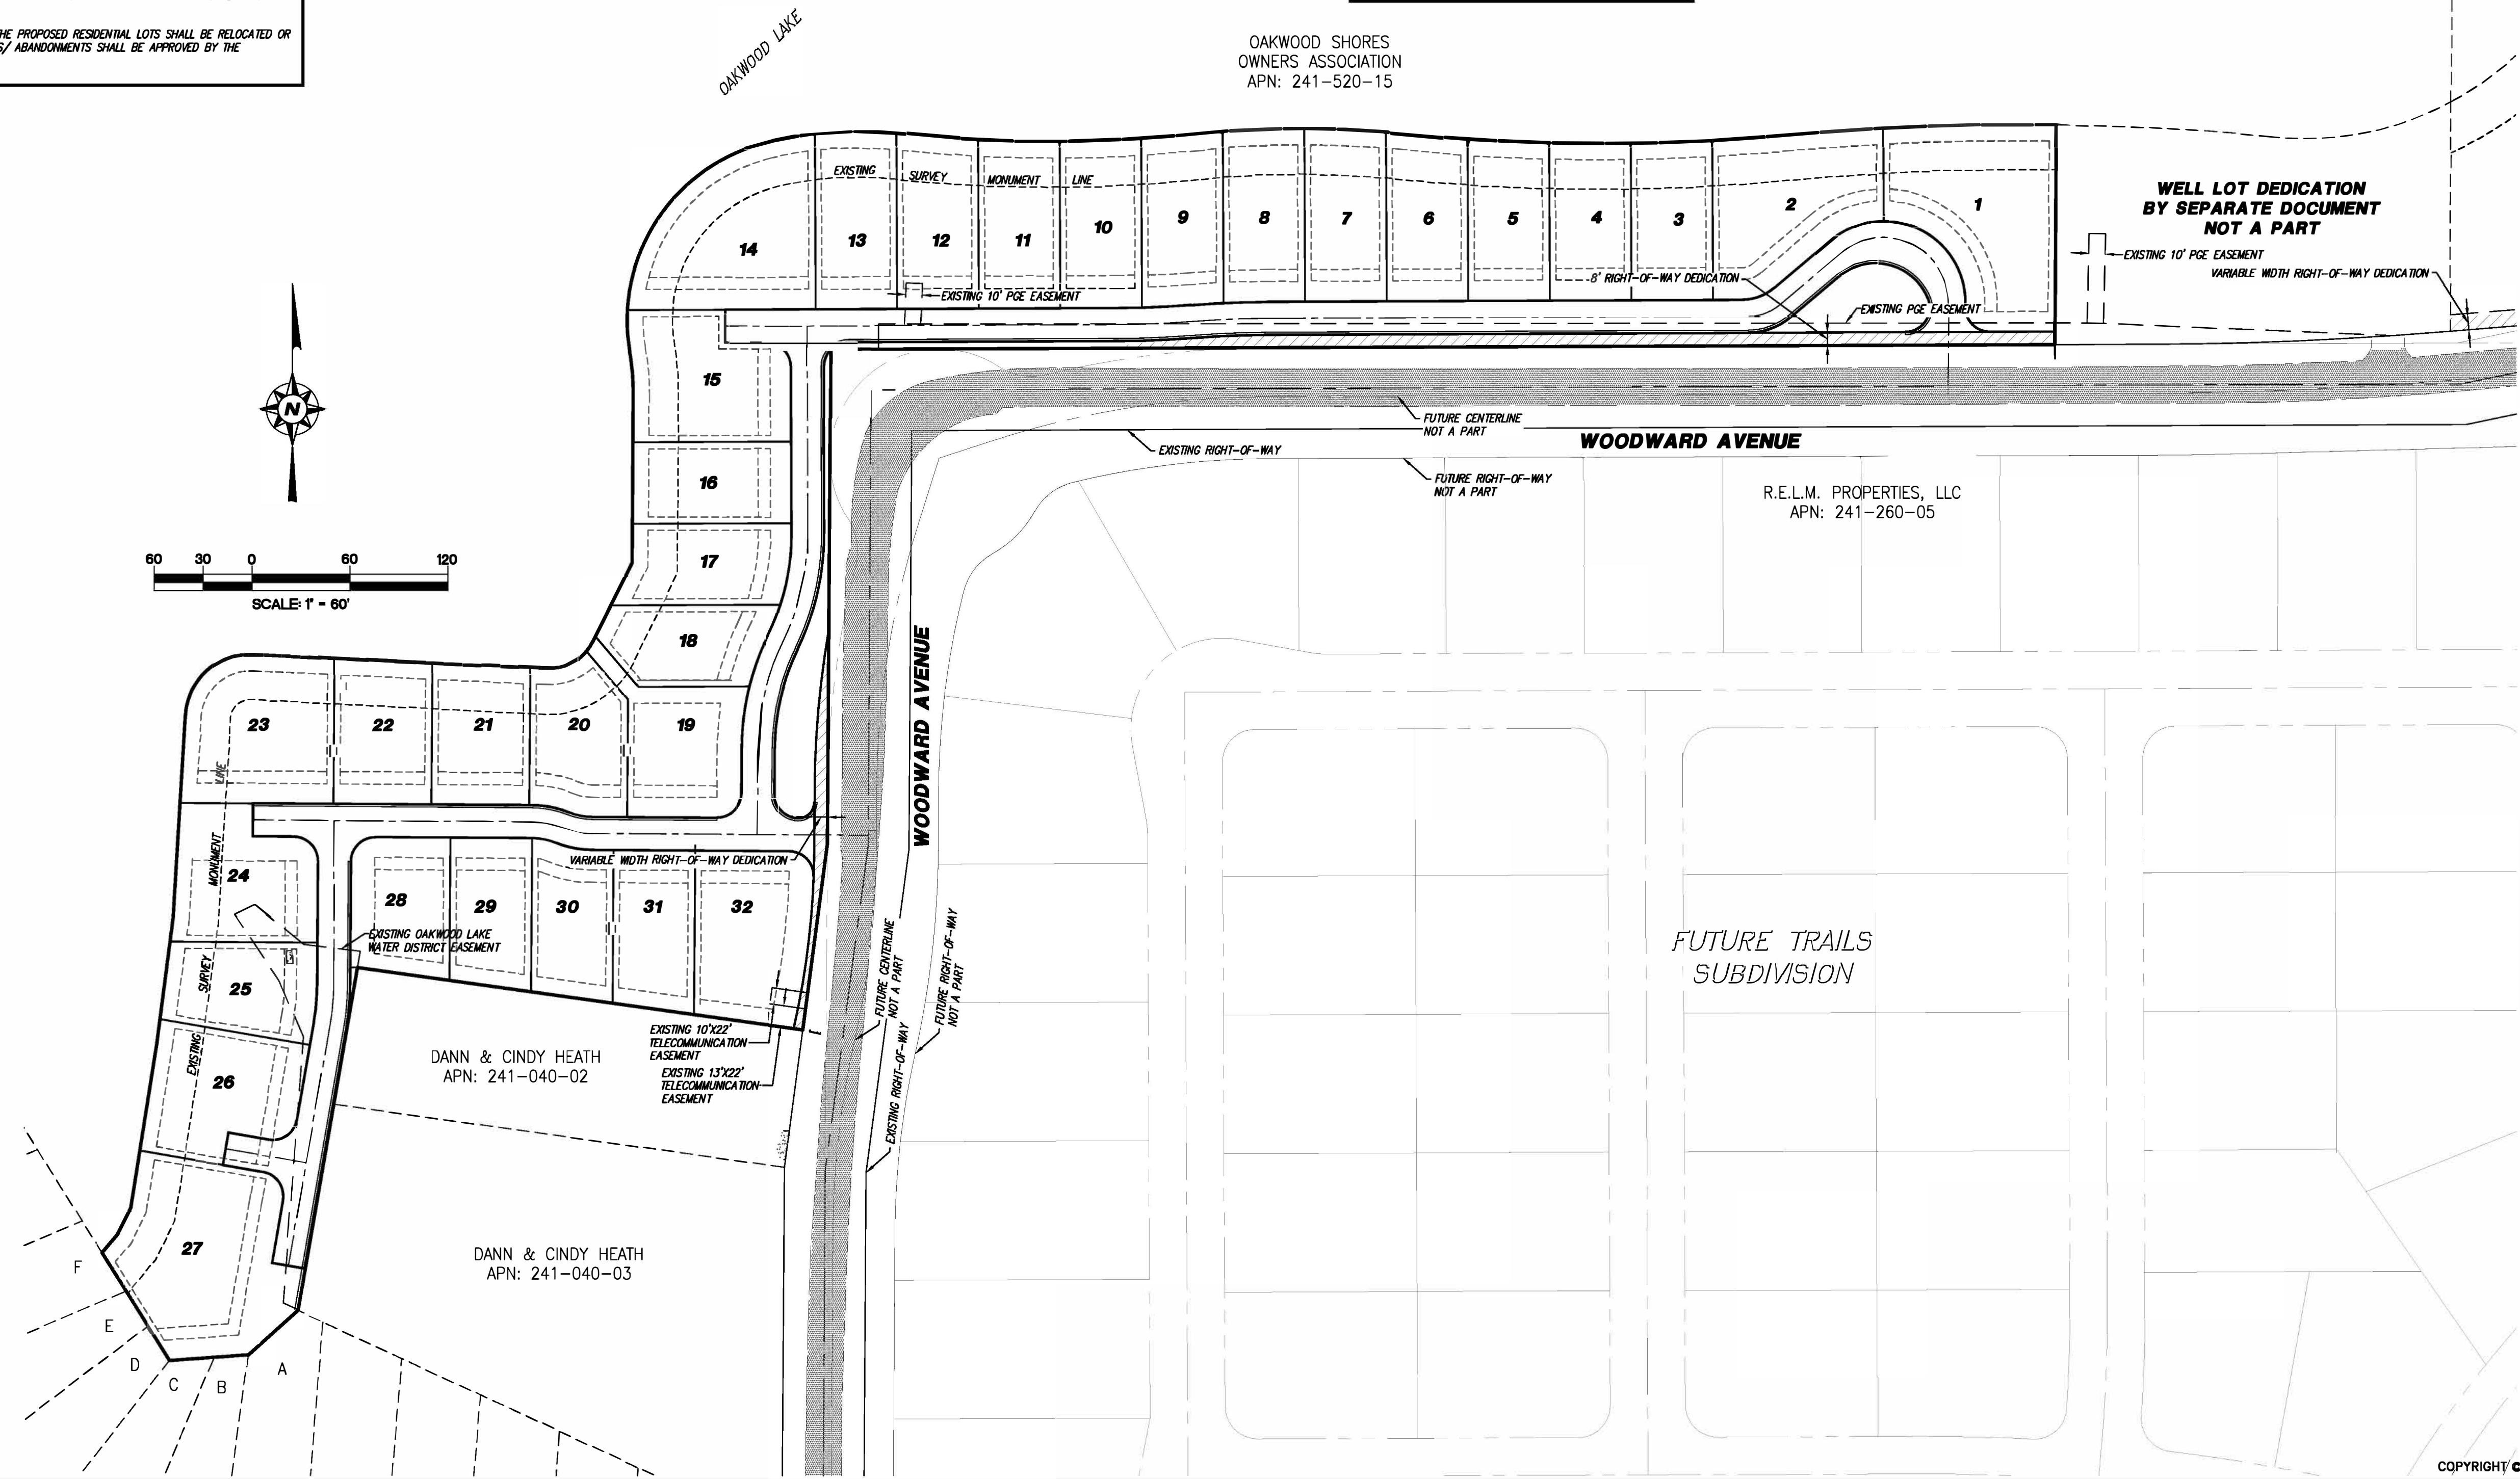 HE PROPOSED RESIDENTIAL LOTS SHALL BE RELOCATED OR
S/ ABANDONMENTS SHALL BE APPROVED BY THE
OAKWOOD LAKE
OAKWOOD SHORES
OWNERS ASSOCIATION
APN: 241-520-15
EXISTING SURVEY MONUMENT LINE
14
13
12
11
10
9
8
7
6
5
4
3
2
1
WELL LOT DEDICATION
BY SEPARATE DOCUMENT
NOT A PART
EXISTING 10' PGE EASEMENT
VARIABLE WIDTH RIGHT-OF-WAY DEDICATION
8' RIGHT-OF-WAY DEDICATION
EXISTING 10' PGE EASEMENT
EXISTING PGE EASEMENT
N
15
16
17
18
FUTURE CENTERLINE
NOT A PART
WOODWARD AVENUE
EXISTING RIGHT-OF-WAY
FUTURE RIGHT-OF-WAY
NOT A PART
R.E.L.M. PROPERTIES, LLC
APN: 241-260-05
60 30 0 60 120
SCALE: 1" = 60'
WOODWARD AVENUE
23
22
21
20
19
EXISTING SURVEY MONUMENT LINE
VARIABLE WIDTH RIGHT-OF-WAY DEDICATION
24
28
29
30
31
32
EXISTING OAKWOOD LAKE
WATER DISTRICT EASEMENT
25
26
27
FUTURE CENTERLINE
NOT A PART
EXISTING RIGHT-OF-WAY
FUTURE RIGHT-OF-WAY
NOT A PART
FUTURE TRAILS
SUBDIVISION
EXISTING 10'X22'
TELECOMMUNICATION
EASEMENT
EXISTING 13'X22'
TELECOMMUNICATION
EASEMENT
DANN & CINDY HEATH
APN: 241-040-02
DANN & CINDY HEATH
APN: 241-040-03
F
E
D
C
B
A
COPYRIGHT ©